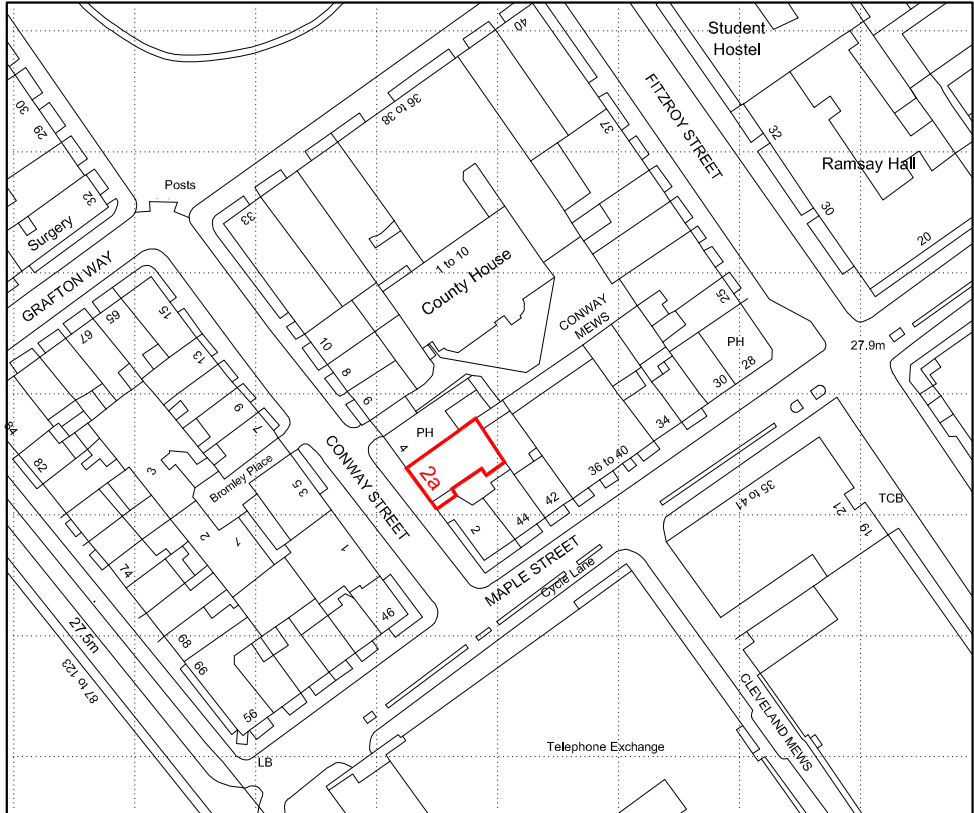 Student
Hostel
40
30
29
36 to 38
FITZROY STREET
37
32
Ramsay Hall
32
Posts
Surgery
33
30
20
GRAFTON WAY
1 to 10
County House
15
65
67
CONWAY
MEWS
25
27.9m
13
10
8
6
PH
28
30
9
7
34
84
82
3
PH
4
2a
CONWAY STREET
Bromley Place
35
36 to 40
35 to 41
42
44
2
TCB
21
19
2
7
1
MAPLE STREET
Cycle Lane
74
46
27.5m
68
66
87 to 123
56
CLEVELAND MEWS
Telephone Exchange
LB